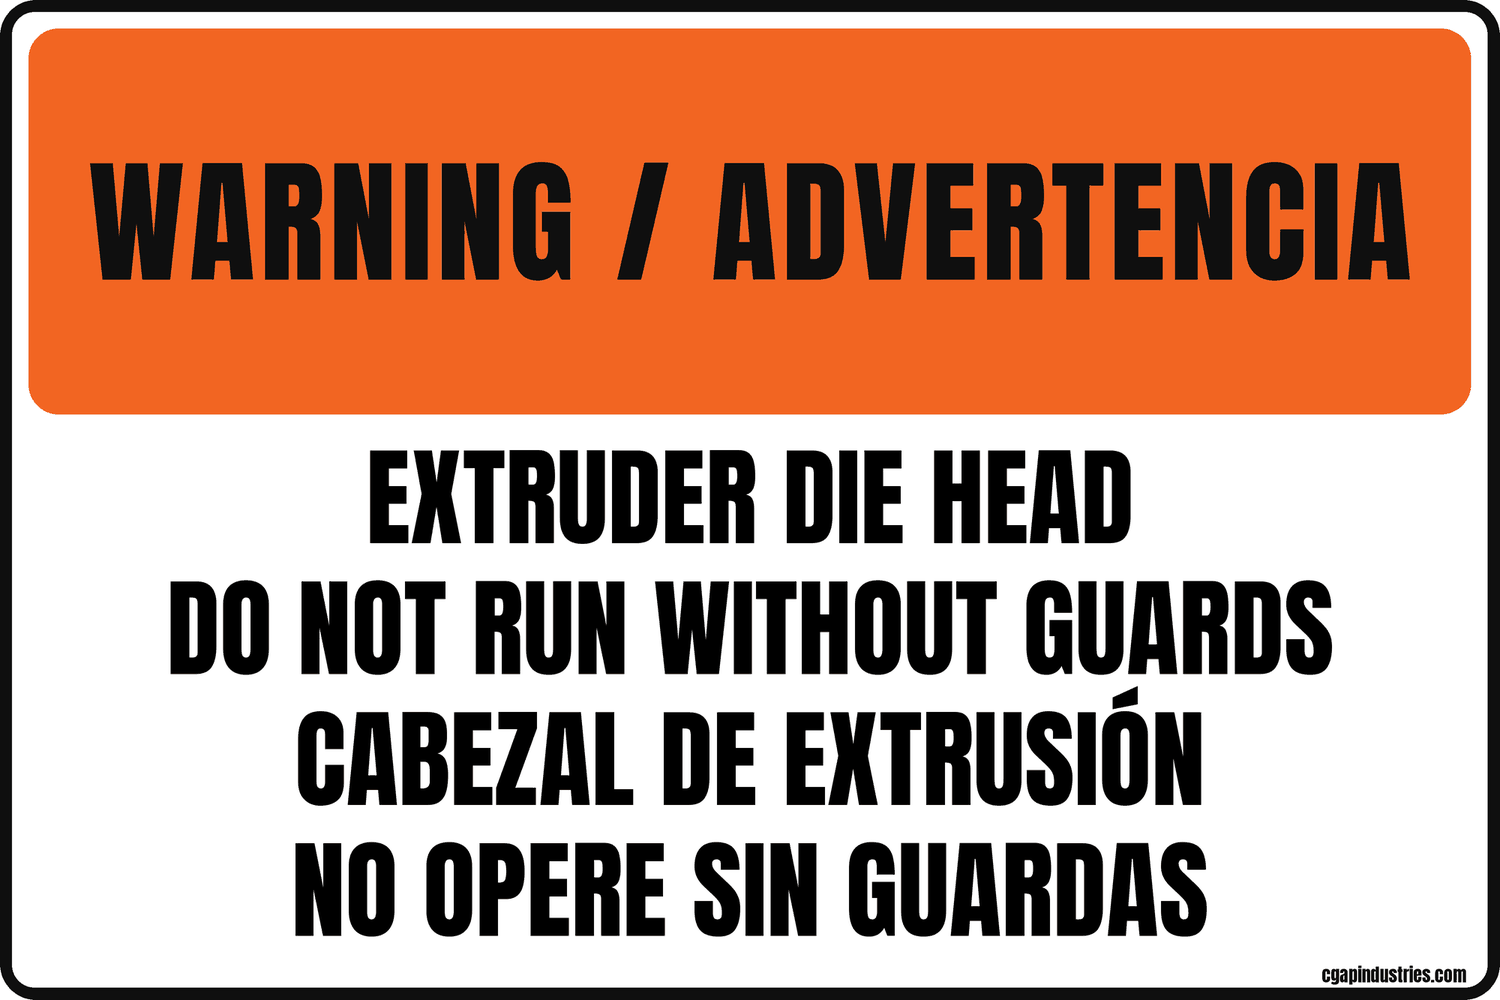 WARNING / ADVERTENCIA
EXTRUDER DIE HEAD
DO NOT RUN WITHOUT GUARDS
CABEZAL DE EXTRUSIÓN
NO OPERE SIN GUARDAS
cgapindustries.com